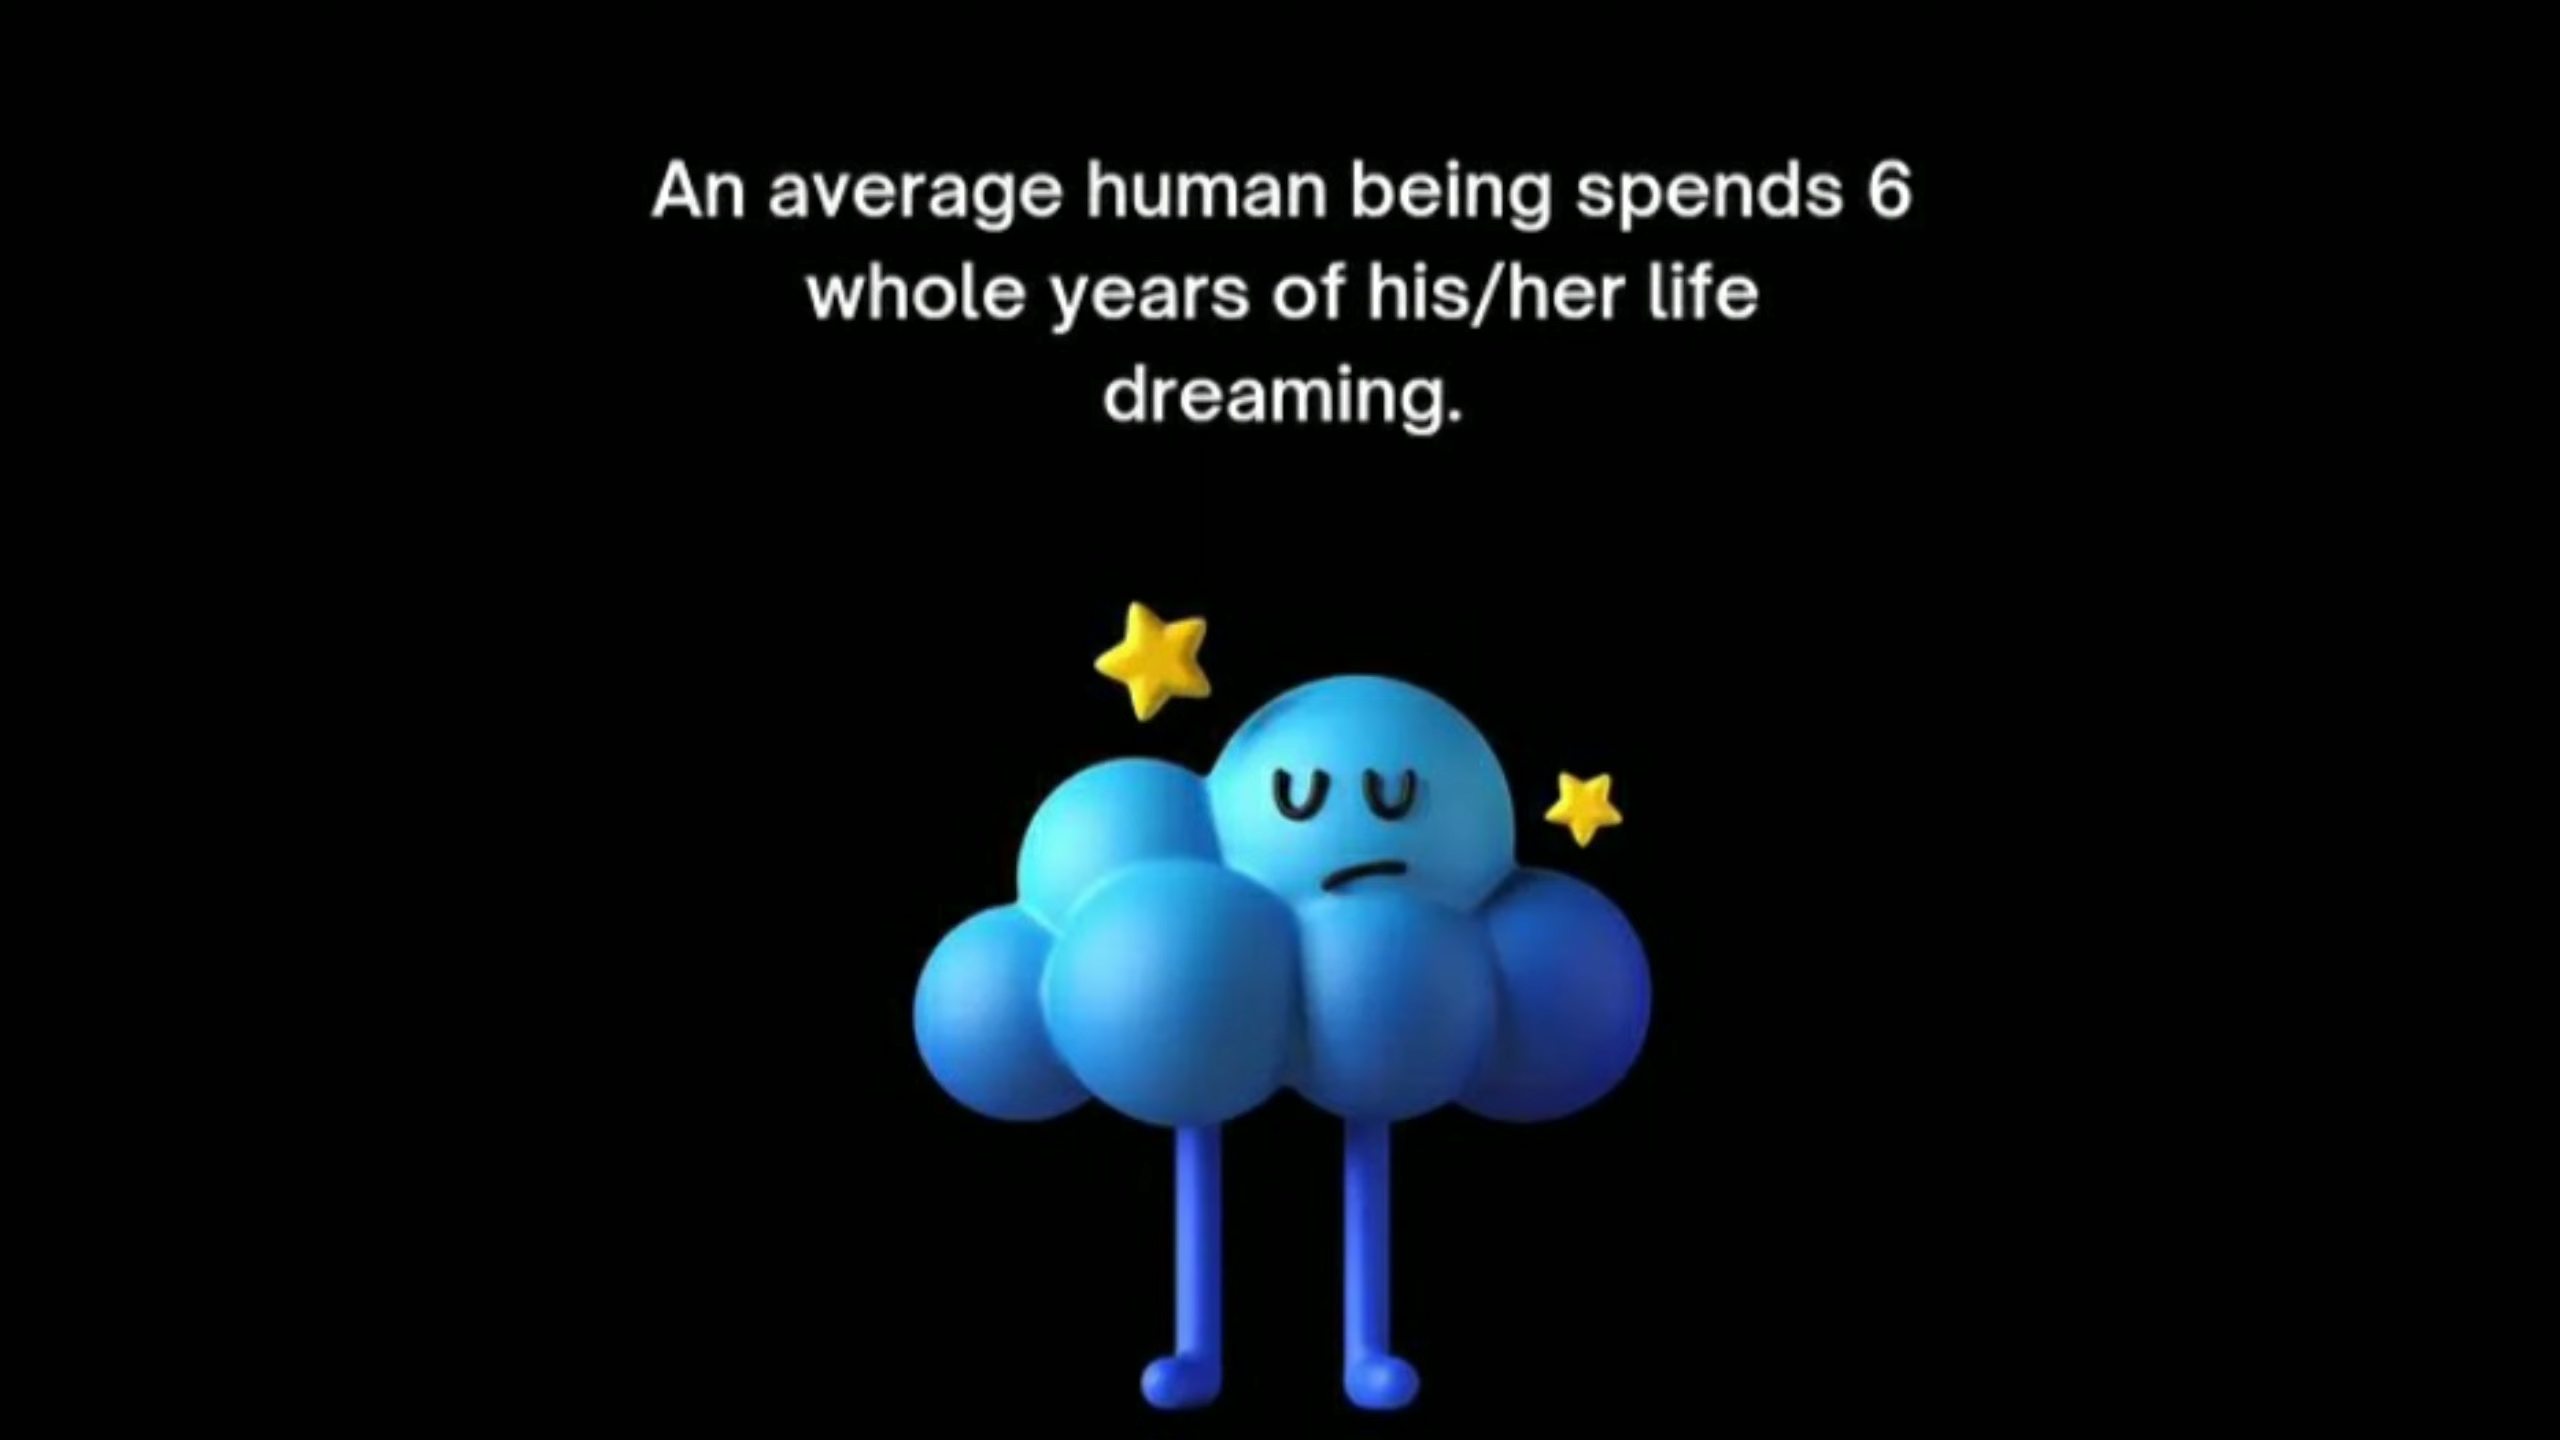 An average human being spends 6
whole years of his/her life
dreaming.